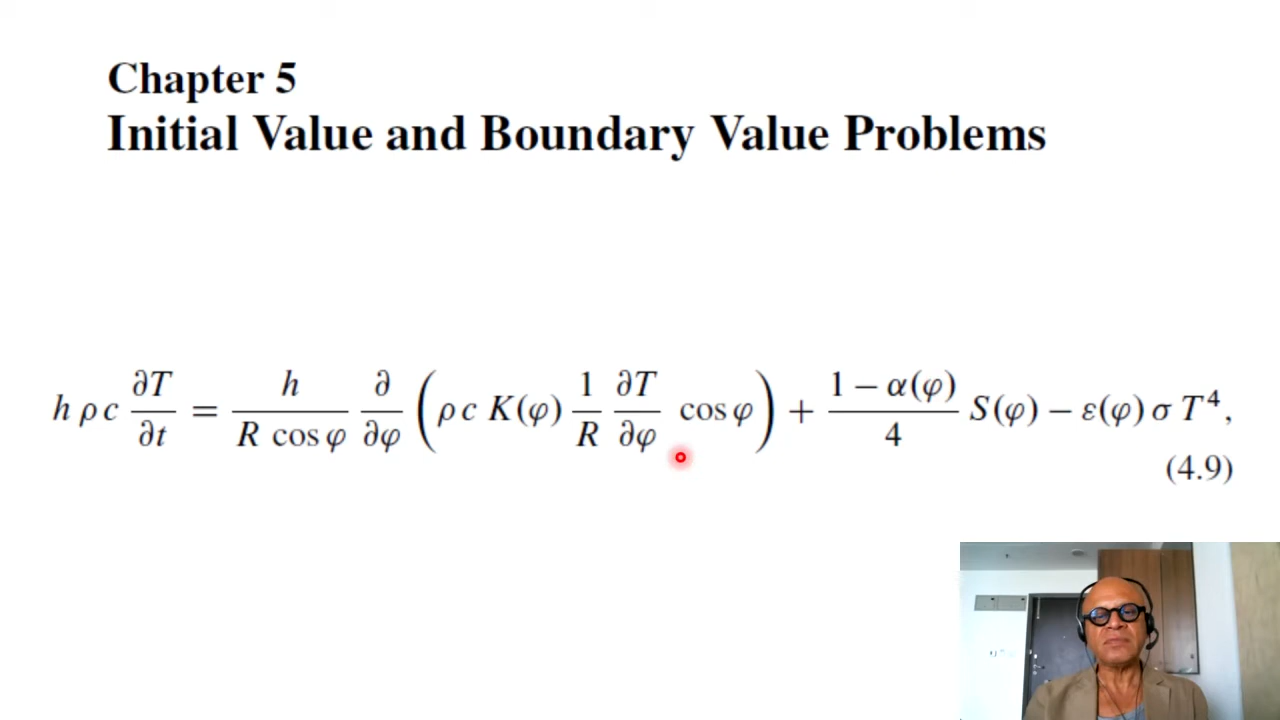 Chapter 5
Initial Value and Boundary Value Problems
h ρ c ∂T/∂t = h/(R cos φ) ∂/∂φ (ρ c K(φ) 1/R ∂T/∂φ cos φ) + (1 − α(φ))/4 S(φ) − ε(φ) σ T⁴,
(4.9)